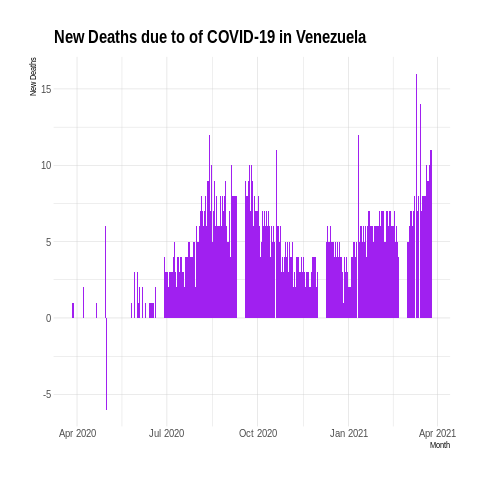 New Deaths due to of COVID-19 in Venezuela
New Deaths
15
10
5
0
-5
Apr 2020 Jul 2020 Oct 2020 Jan 2021 Apr 2021
Month